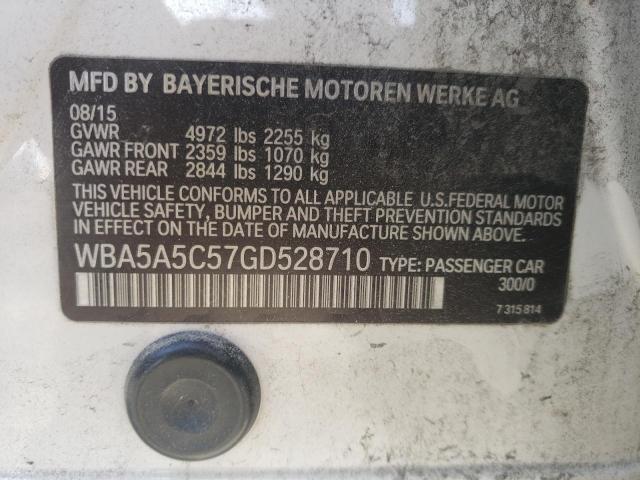 MFD BY BAYERISCHE MOTOREN WERKE AG
08/15
GVWR 4972 lbs 2255 kg
GAWR FRONT 2359 lbs 1070 kg
GAWR REAR 2844 lbs 1290 kg
THIS VEHICLE CONFORMS TO ALL APPLICABLE U.S.FEDERAL MOTOR
VEHICLE SAFETY, BUMPER AND THEFT PREVENTION STANDARDS
IN EFFECT ON THE DATE OF MANUFACTURE SHOWN ABOVE.
WBA5A5C57GD528710 TYPE: PASSENGER CAR
300/0
7 315 814